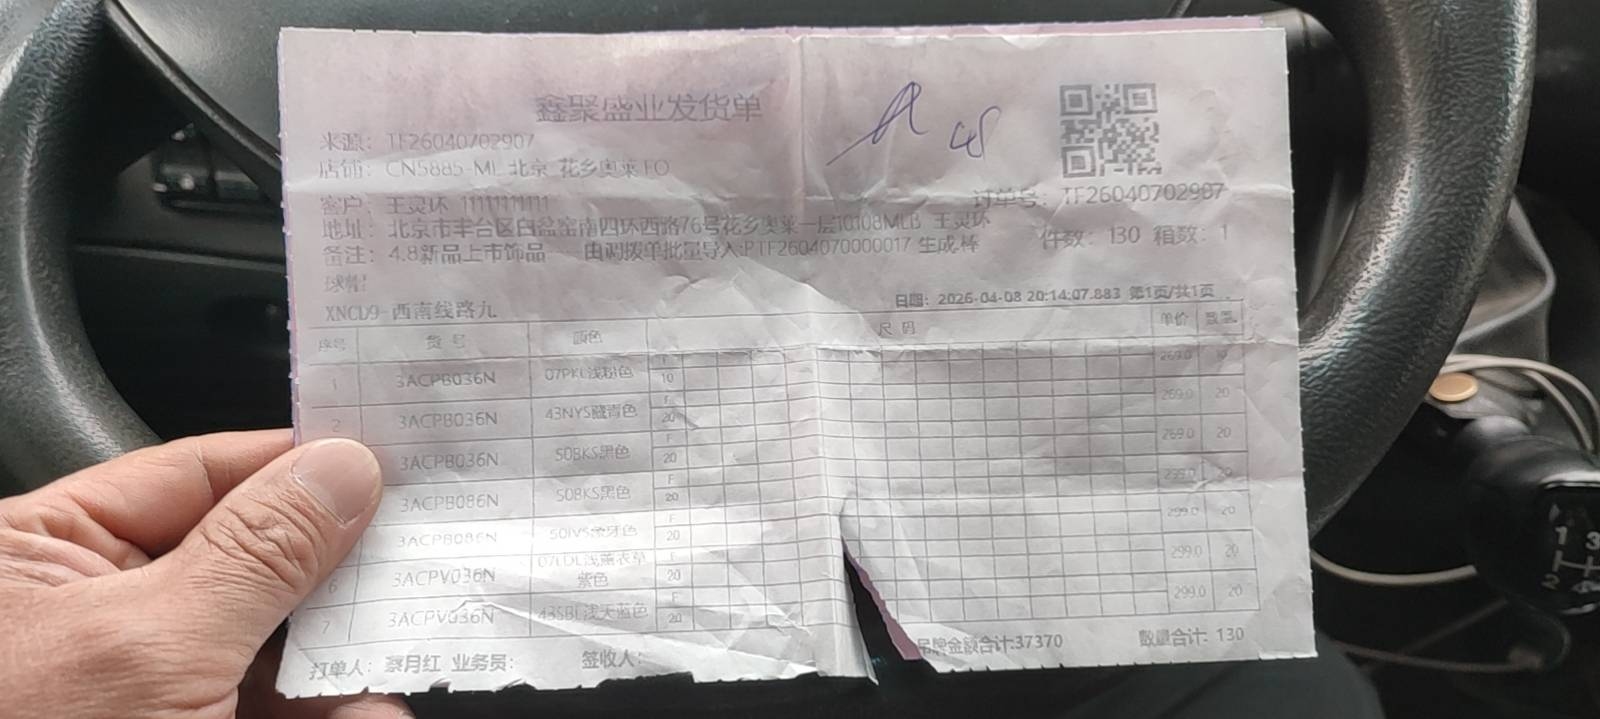 鑫聚盛业发货单
来源： TF26040702907
店铺： CN5885-ML 北京 花乡奥莱FO
客户： 王灵环 11111111111
订单号： TF26040702907
地址： 北京市丰台区白盆窑南四环西路76号花乡奥莱一层10108MLB 王灵环
件数： 130 箱数： 1
备注： 4.8新品上市饰品 由调拨单批量导入:PTF2604070000017 生成.棒
球帽
XNCD9-西南线路九
日期： 2026-04-08 20:14:07.883 第1页/共1页
序号 货号 颜色 尺码 单价 数量
1 3ACPB036N 07PKL浅粉色 F 10 269.0 10
2 3ACPB036N 43NYS藏青色 F 20 269.0 20
3ACPB036N 50BKS黑色 F 20 269.0 20
3ACPB086N 50BKS黑色 F 20 299.0 20
3ACPB086N 50IVS象牙色 F 20 299.0 20
6 3ACPV036N 07LDL浅薰衣草紫色 F 20 299.0 20
7 3ACPV036N 43SBL浅天蓝色 F 20 299.0 20
吊牌金额合计:37370 数量合计: 130
打单人： 蔡月红 业务员： 签收人：